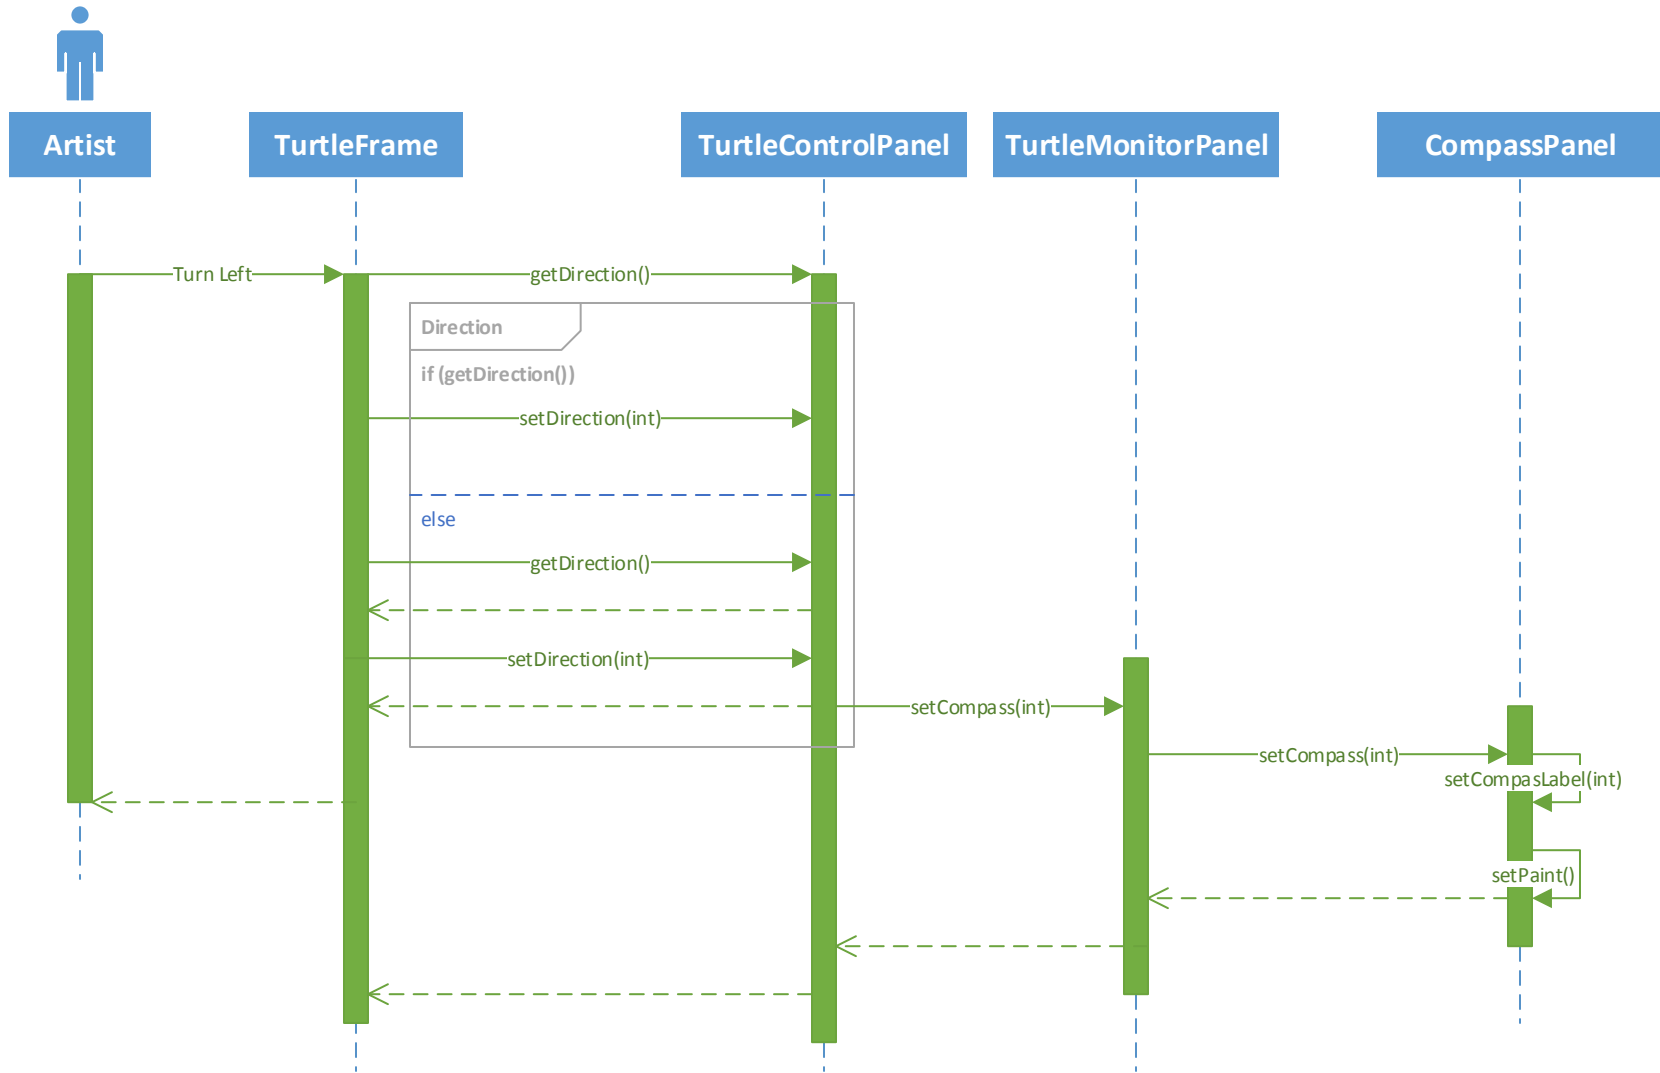 Artist
TurtleFrame
TurtleControlPanel
TurtleMonitorPanel
CompassPanel
Turn Left
getDirection()
Direction
if (getDirection())
setDirection(int)
else
getDirection()
setDirection(int)
setCompass(int)
setCompass(int)
setCompasLabel(int)
setPaint()